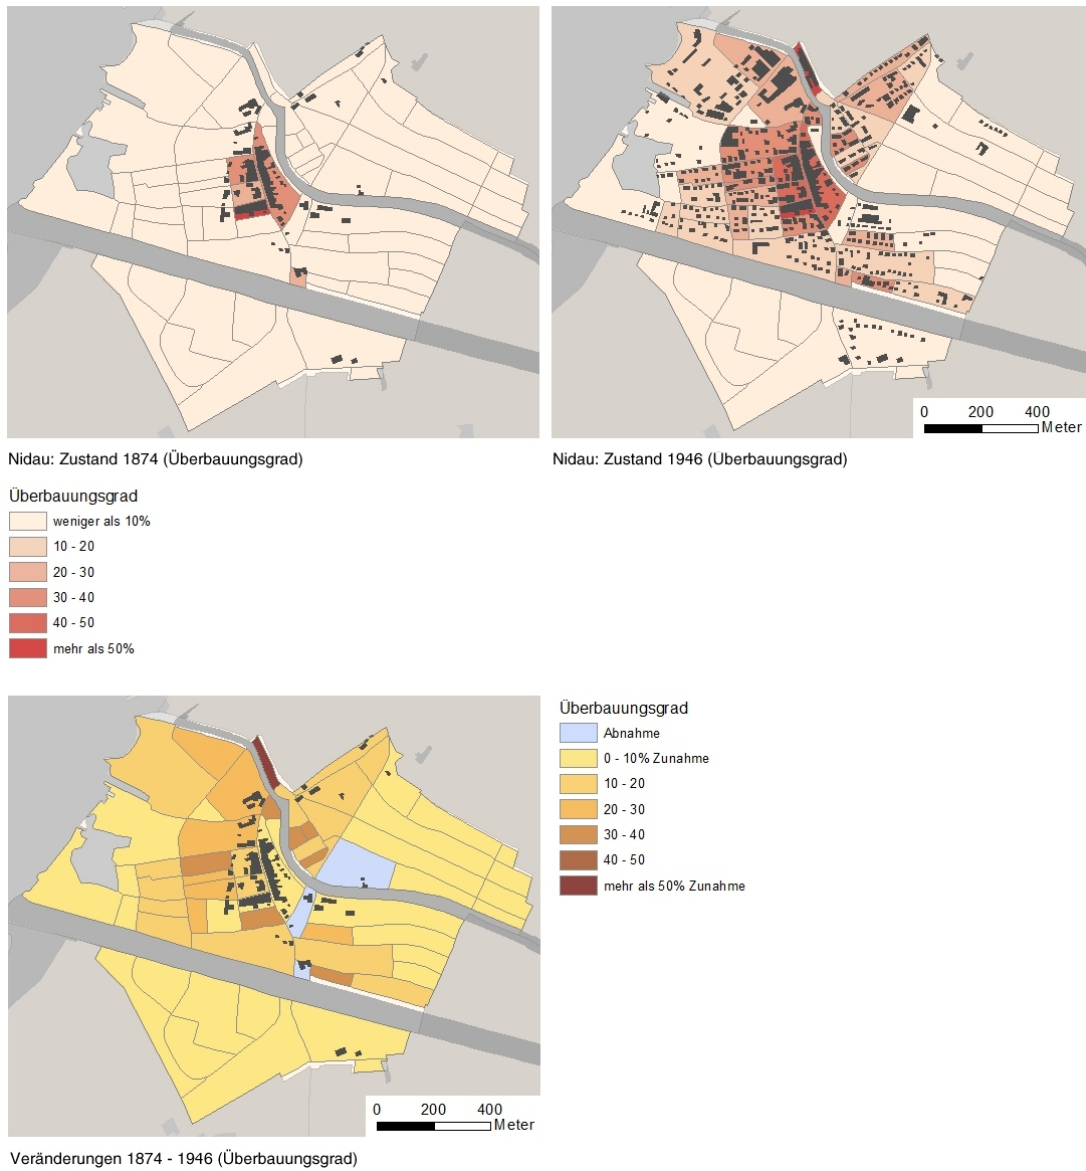 0 200 400
Meter
Nidau: Zustand 1874 (Überbauungsgrad)
Nidau: Zustand 1946 (Überbauungsgrad)
Überbauungsgrad
weniger als 10%
10 - 20
20 - 30
30 - 40
40 - 50
mehr als 50%
Überbauungsgrad
Abnahme
0 - 10% Zunahme
10 - 20
20 - 30
30 - 40
40 - 50
mehr als 50% Zunahme
0 200 400
Meter
Veränderungen 1874 - 1946 (Überbauungsgrad)